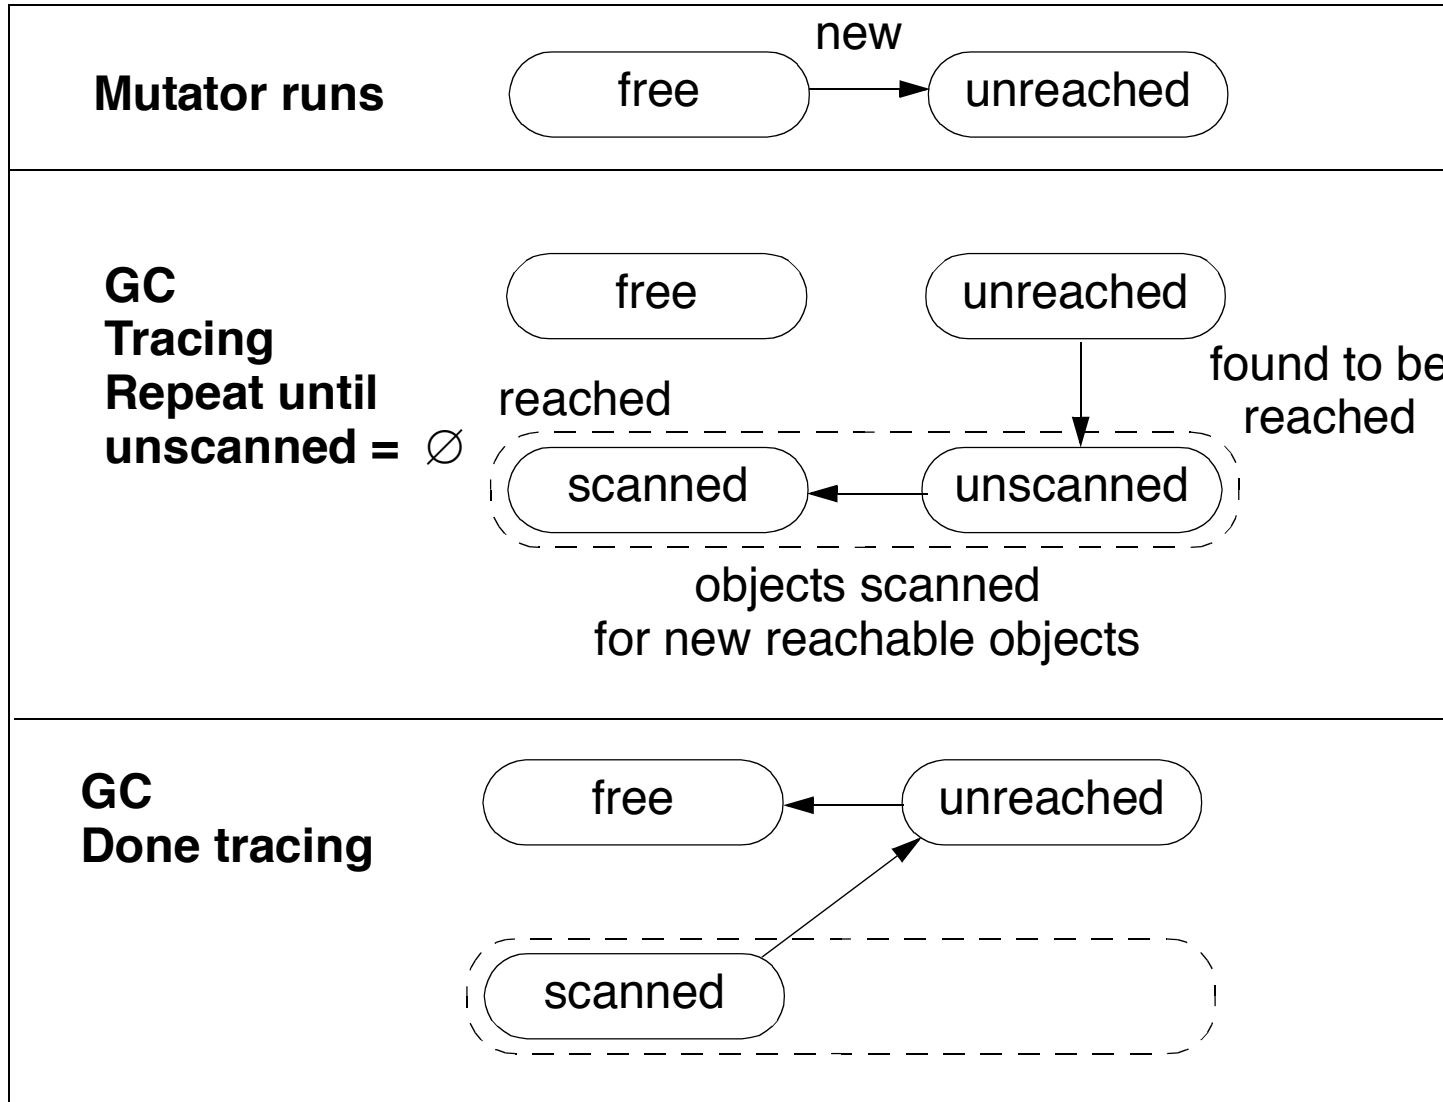 new
Mutator runs
free
unreached
GC
Tracing
Repeat until
unscanned = ∅
free
unreached
found to be
reached
reached
scanned
unscanned
objects scanned
for new reachable objects
GC
Done tracing
free
unreached
scanned